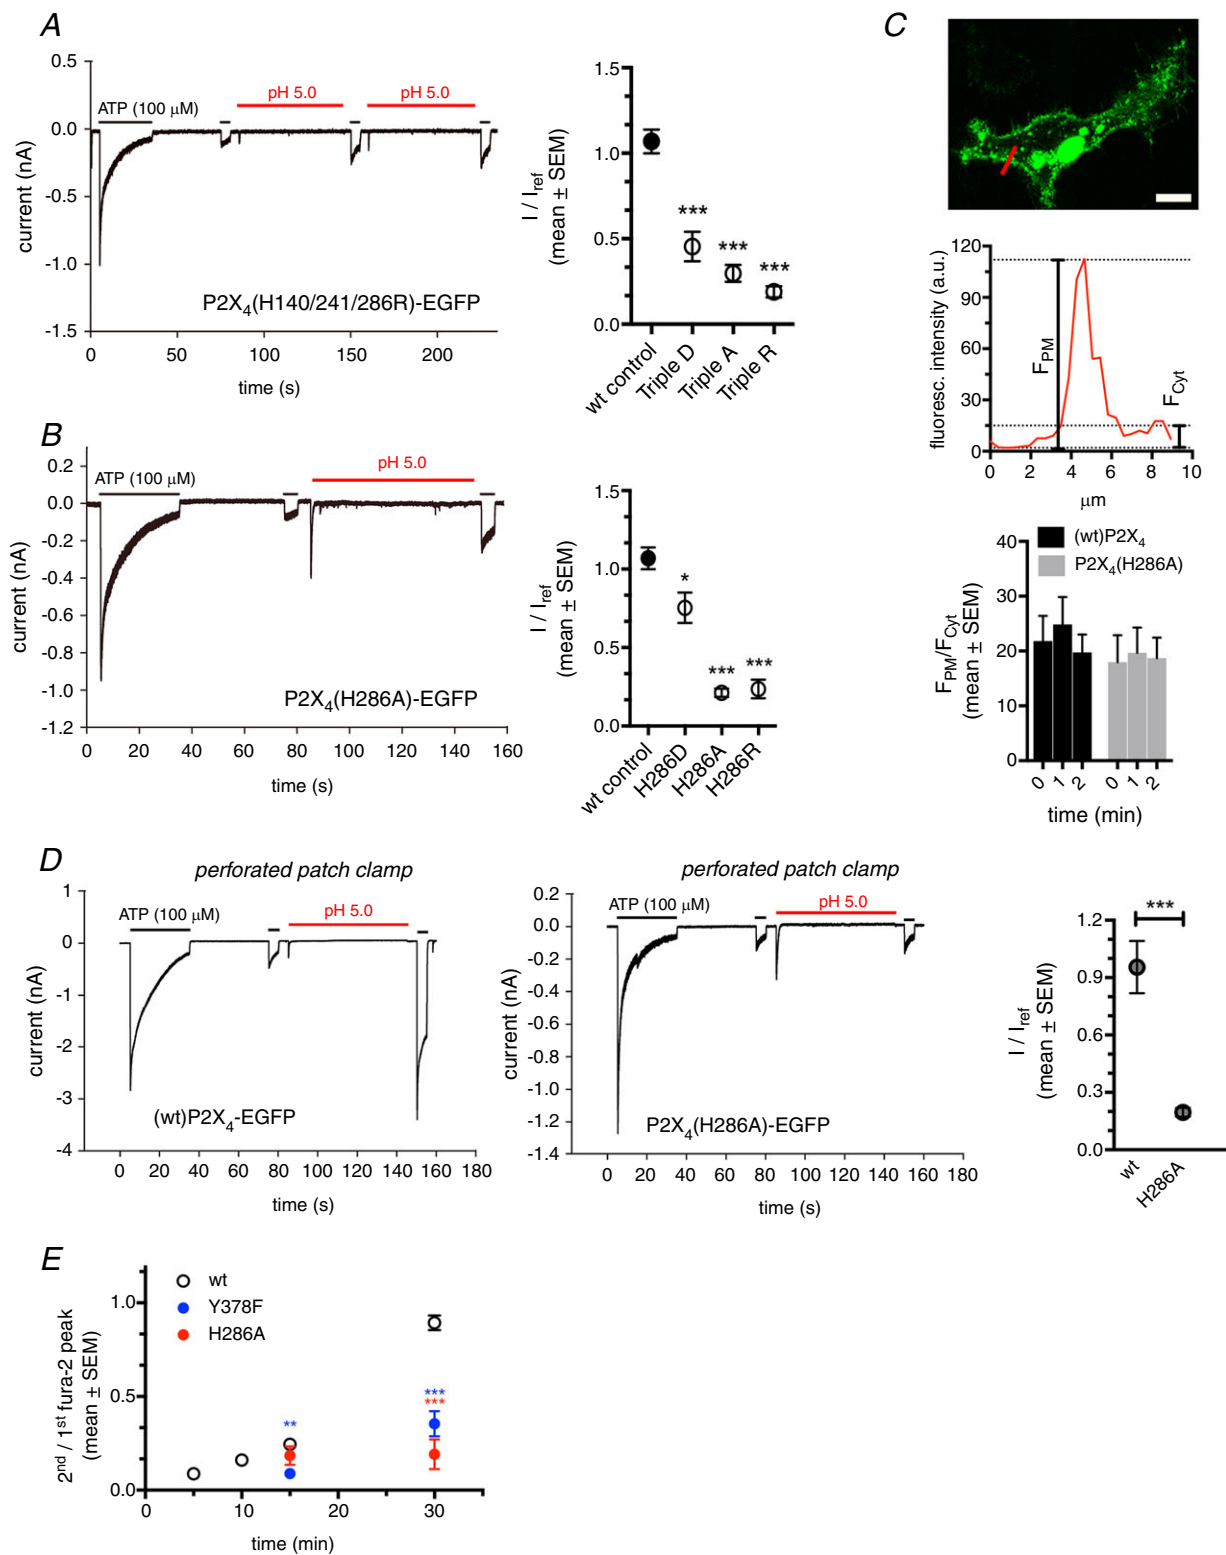 A
0.5
0.0
-0.5
-1.0
-1.5
current (nA)
ATP (100 μM)
pH 5.0
pH 5.0
P2X4(H140/241/286R)-EGFP
0
50
100
150
200
time (s)
1.5
1.0
0.5
0.0
I / Iref
(mean ± SEM)
***
***
***
wt control
Triple D
Triple A
Triple R
B
0.2
0.0
-0.2
-0.4
-0.6
-0.8
-1.0
-1.2
current (nA)
ATP (100 μM)
pH 5.0
P2X4(H286A)-EGFP
0
20
40
60
80
100
120
140
160
time (s)
1.5
1.0
0.5
0.0
I / Iref
(mean ± SEM)
*
***
***
wt control
H286D
H286A
H286R
C
120
90
60
30
0
fluoresc. intensity (a.u.)
FPM
FCyt
0
2
4
6
8
10
μm
(wt)P2X4
P2X4(H286A)
40
30
20
10
0
FPM/FCyt
(mean ± SEM)
0
1
2
0
1
2
time (min)
D
perforated patch clamp
1
0
-1
-2
-3
-4
current (nA)
ATP (100 μM)
pH 5.0
(wt)P2X4-EGFP
0
20
40
60
80
100
120
140
160
180
time (s)
perforated patch clamp
0.2
0.0
-0.2
-0.4
-0.6
-0.8
-1.0
-1.2
-1.4
current (nA)
ATP (100 μM)
pH 5.0
P2X4(H286A)-EGFP
0
20
40
60
80
100
120
140
160
180
time (s)
***
1.2
0.9
0.6
0.3
0.0
I / Iref
(mean ± SEM)
wt
H286A
E
wt
Y378F
H286A
1.0
0.5
0.0
2nd / 1st fura-2 peak
(mean ± SEM)
**
***
***
0
10
20
30
time (min)